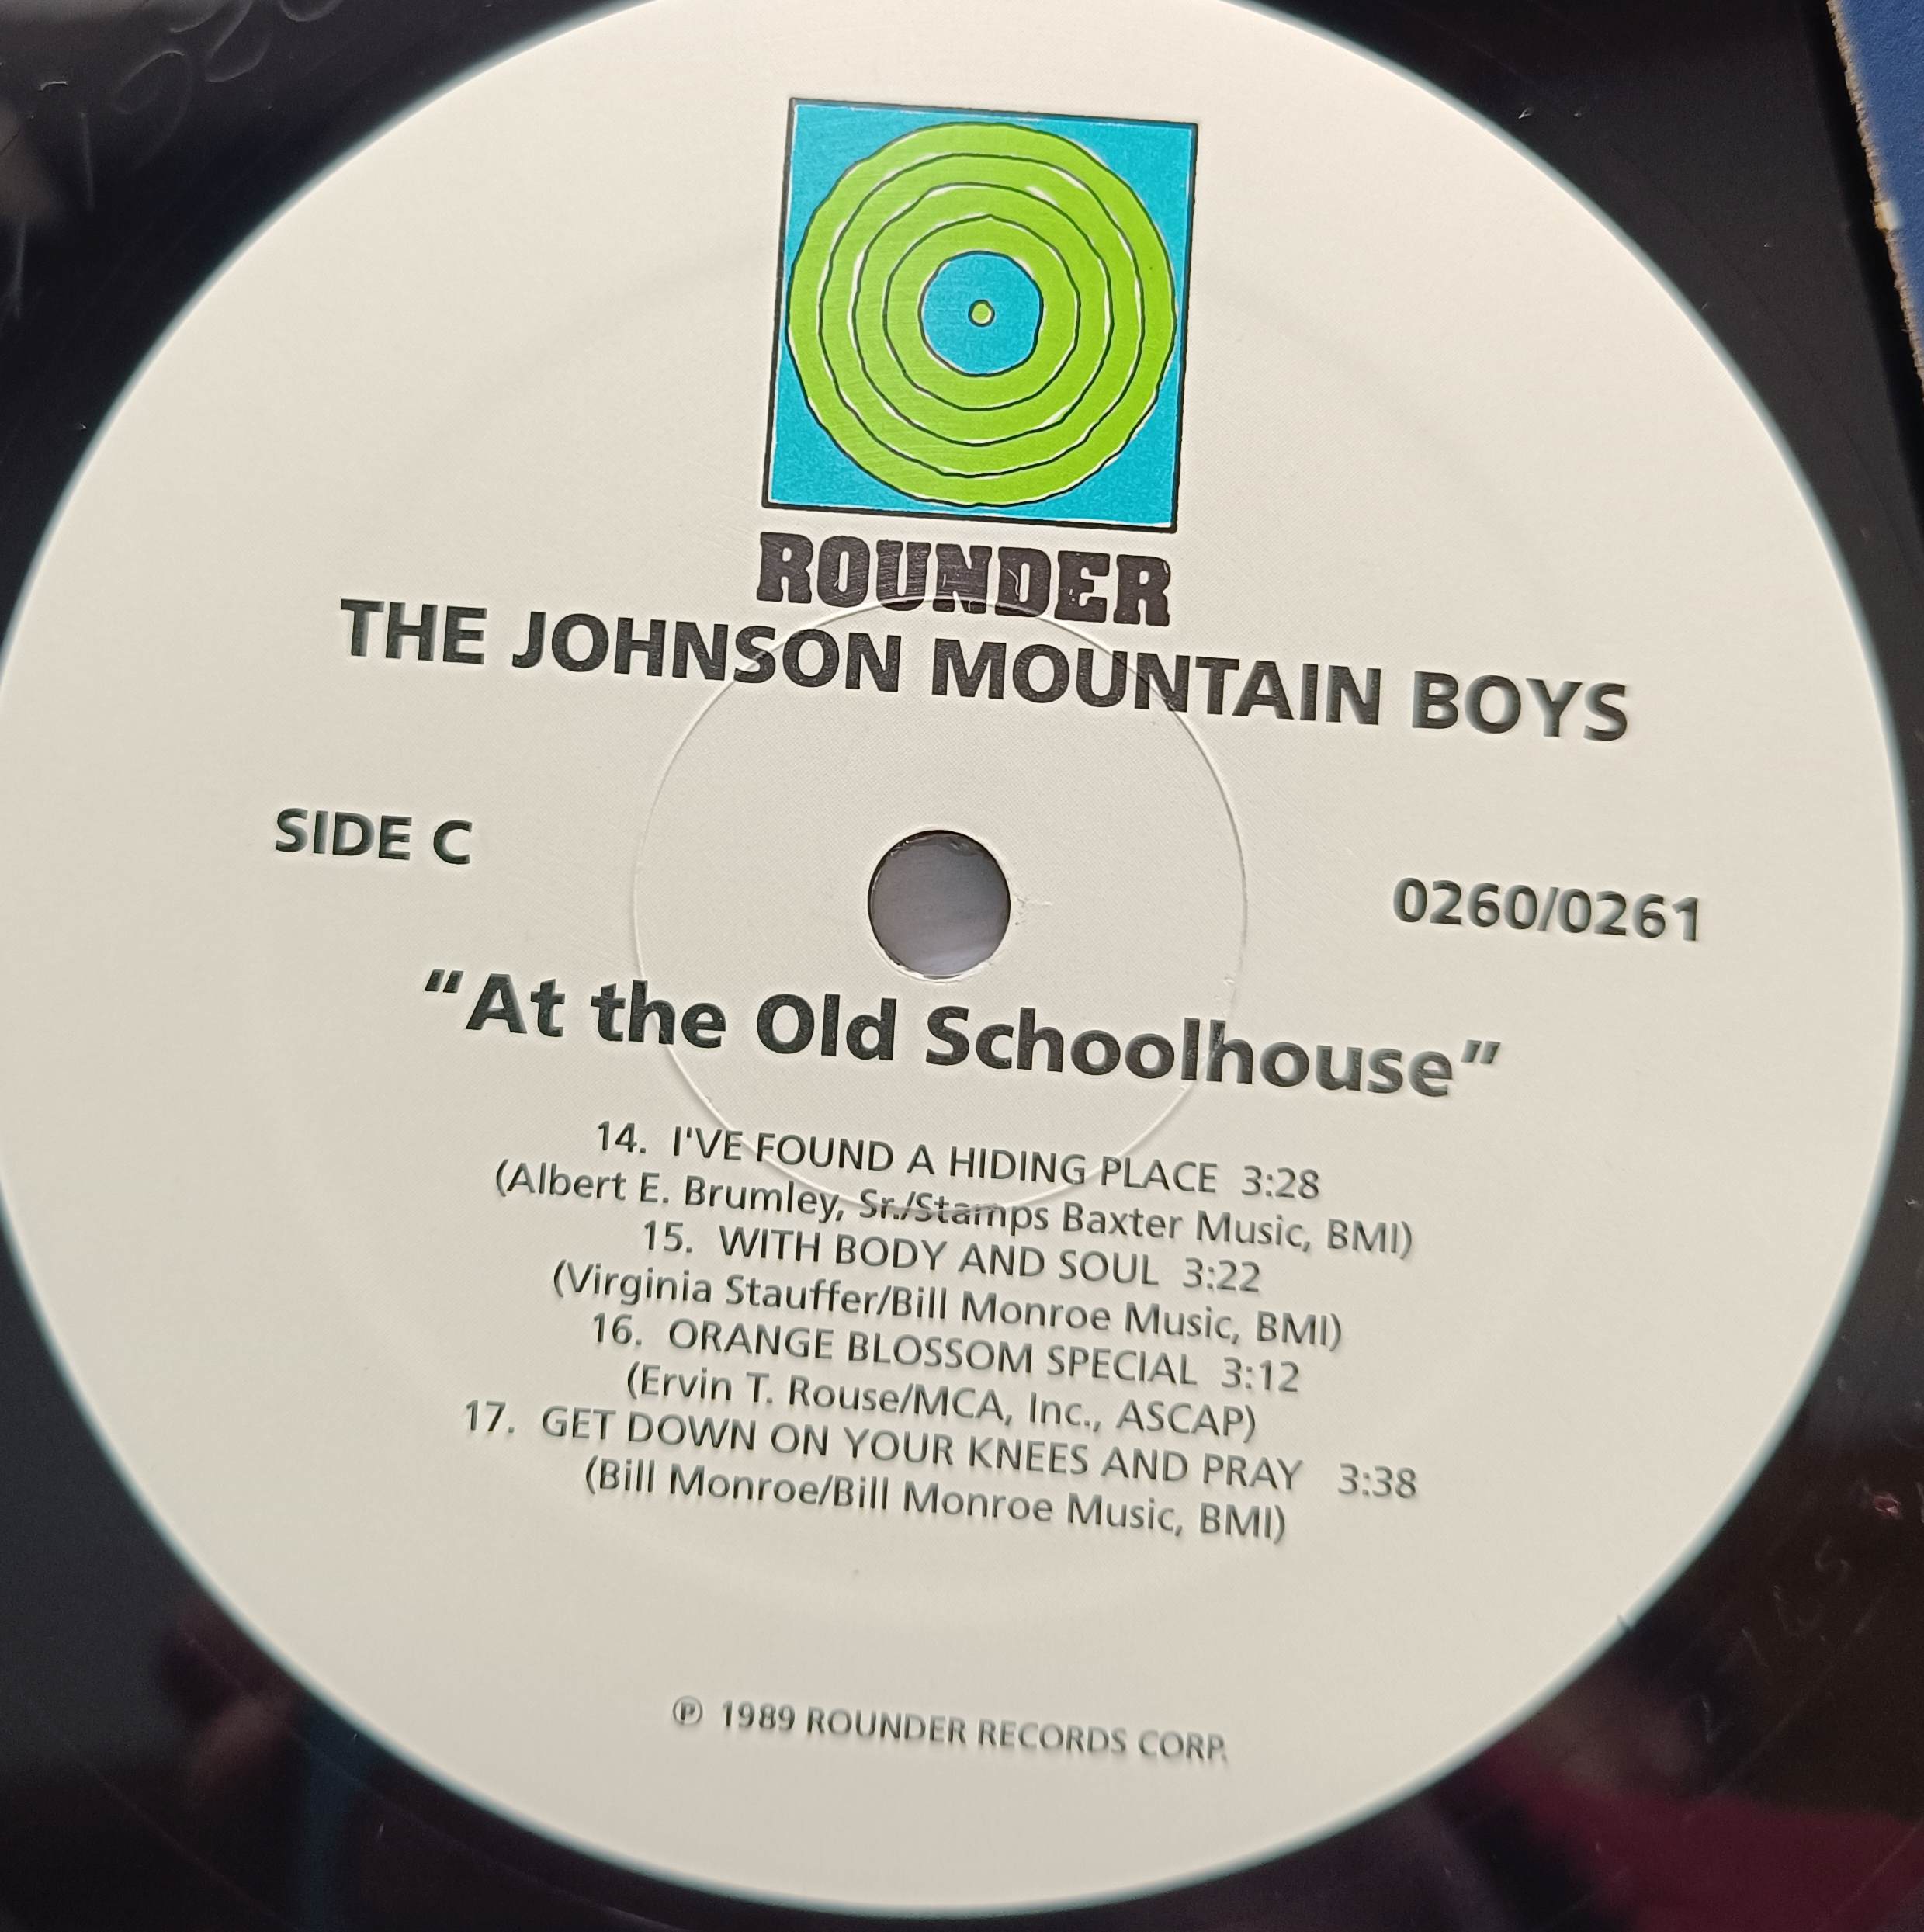 ROUNDER
THE JOHNSON MOUNTAIN BOYS
SIDE C
0260/0261
"At the Old Schoolhouse"
14. I'VE FOUND A HIDING PLACE 3:28
(Albert E. Brumley, Sr./Stamps Baxter Music, BMI)
15. WITH BODY AND SOUL 3:22
(Virginia Stauffer/Bill Monroe Music, BMI)
16. ORANGE BLOSSOM SPECIAL 3:12
(Ervin T. Rouse/MCA, Inc., ASCAP)
17. GET DOWN ON YOUR KNEES AND PRAY 3:38
(Bill Monroe/Bill Monroe Music, BMI)
℗ 1989 ROUNDER RECORDS CORP.